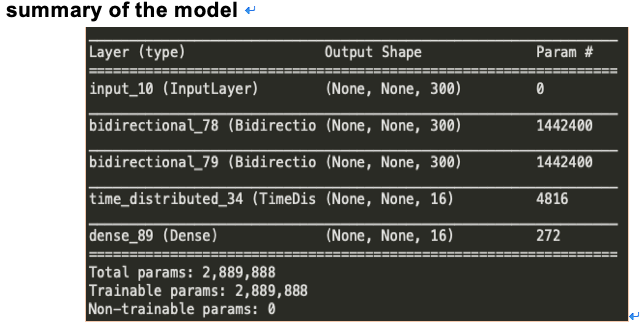 summary of the model
Layer (type) Output Shape Param #
input_10 (InputLayer) (None, None, 300) 0
bidirectional_78 (Bidirectio (None, None, 300) 1442400
bidirectional_79 (Bidirectio (None, None, 300) 1442400
time_distributed_34 (TimeDis (None, None, 16) 4816
dense_89 (Dense) (None, None, 16) 272
Total params: 2,889,888
Trainable params: 2,889,888
Non-trainable params: 0